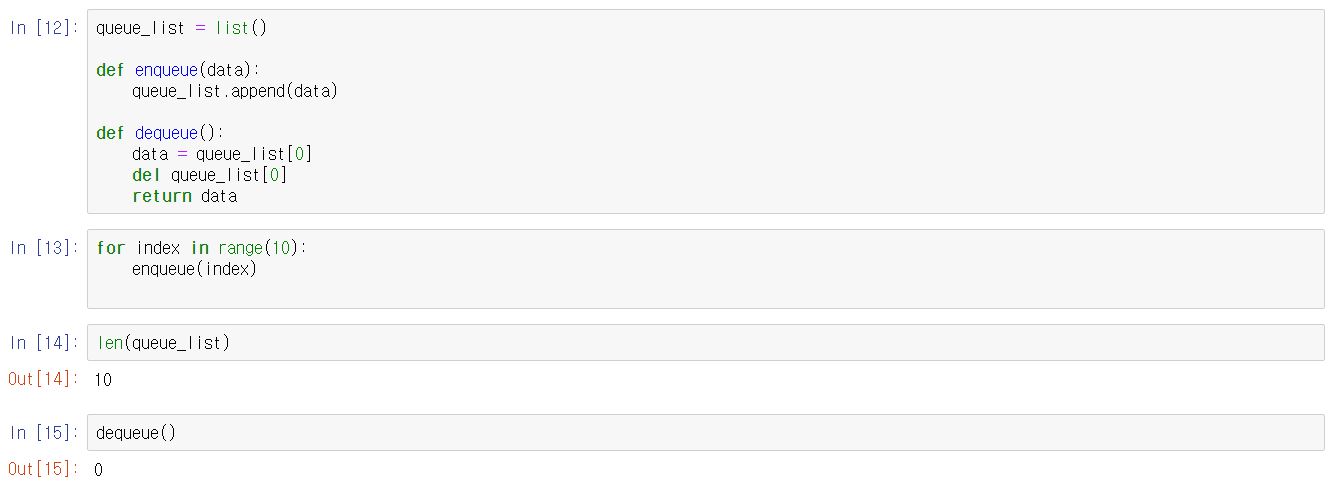 In [12]: queue_list = list()
def enqueue(data):
    queue_list.append(data)
def dequeue():
    data = queue_list[0]
    del queue_list[0]
    return data
In [13]: for index in range(10):
    enqueue(index)
In [14]: len(queue_list)
Out[14]: 10
In [15]: dequeue()
Out[15]: 0